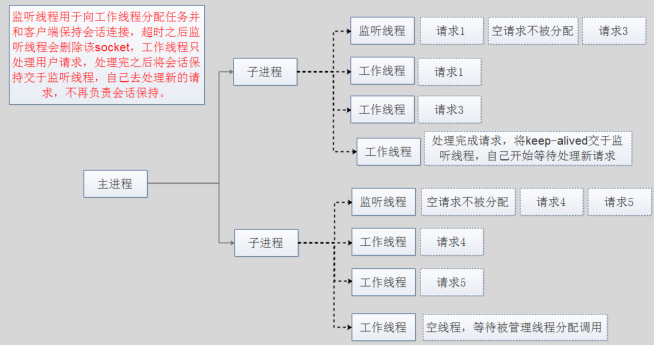 监听线程用于向工作线程分配任务并
和客户端保持会话连接，超时之后监
听线程会删除该socket，工作线程只
处理用户请求，处理完之后将会话
保持交于监听线程，自己去处理新的请
求，不再负责会话保持。
监听线程
请求1
空请求不被分配
请求3
子进程
工作线程
请求1
工作线程
请求3
工作线程
处理完成请求，将keep-alived交于监
听线程，自己开始等待处理新请求
主进程
监听线程
空请求不被分配
请求4
请求5
子进程
工作线程
请求4
工作线程
请求5
工作线程
空线程，等待被管理线程分配调用